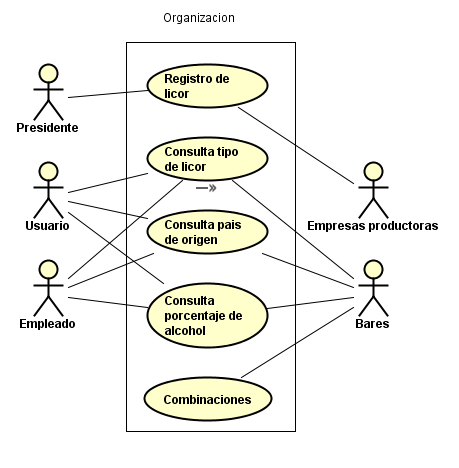 Organizacion
Registro de
licor
Presidente
Consulta tipo
de licor
Usuario
Empresas productoras
Consulta pais
de origen
Empleado
Consulta
porcentaje de
alcohol
Bares
Combinaciones